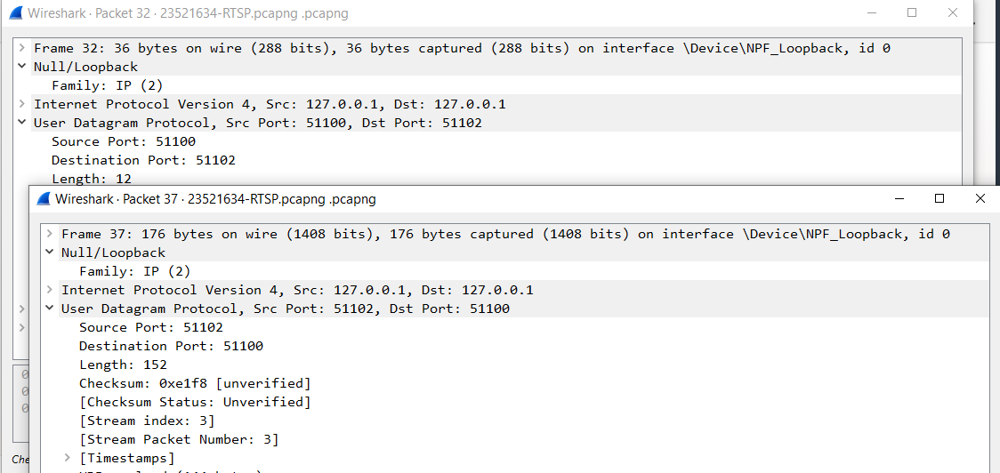 Wireshark · Packet 32 · 23521634-RTSP.pcapng .pcapng
Frame 32: 36 bytes on wire (288 bits), 36 bytes captured (288 bits) on interface \Device\NPF_Loopback, id 0
Null/Loopback
Family: IP (2)
Internet Protocol Version 4, Src: 127.0.0.1, Dst: 127.0.0.1
User Datagram Protocol, Src Port: 51100, Dst Port: 51102
Source Port: 51100
Destination Port: 51102
Length: 12
Wireshark · Packet 37 · 23521634-RTSP.pcapng .pcapng
Frame 37: 176 bytes on wire (1408 bits), 176 bytes captured (1408 bits) on interface \Device\NPF_Loopback, id 0
Null/Loopback
Family: IP (2)
Internet Protocol Version 4, Src: 127.0.0.1, Dst: 127.0.0.1
User Datagram Protocol, Src Port: 51102, Dst Port: 51100
Source Port: 51102
Destination Port: 51100
Length: 152
Checksum: 0xe1f8 [unverified]
[Checksum Status: Unverified]
[Stream index: 3]
[Stream Packet Number: 3]
[Timestamps]
0
0
0
Che